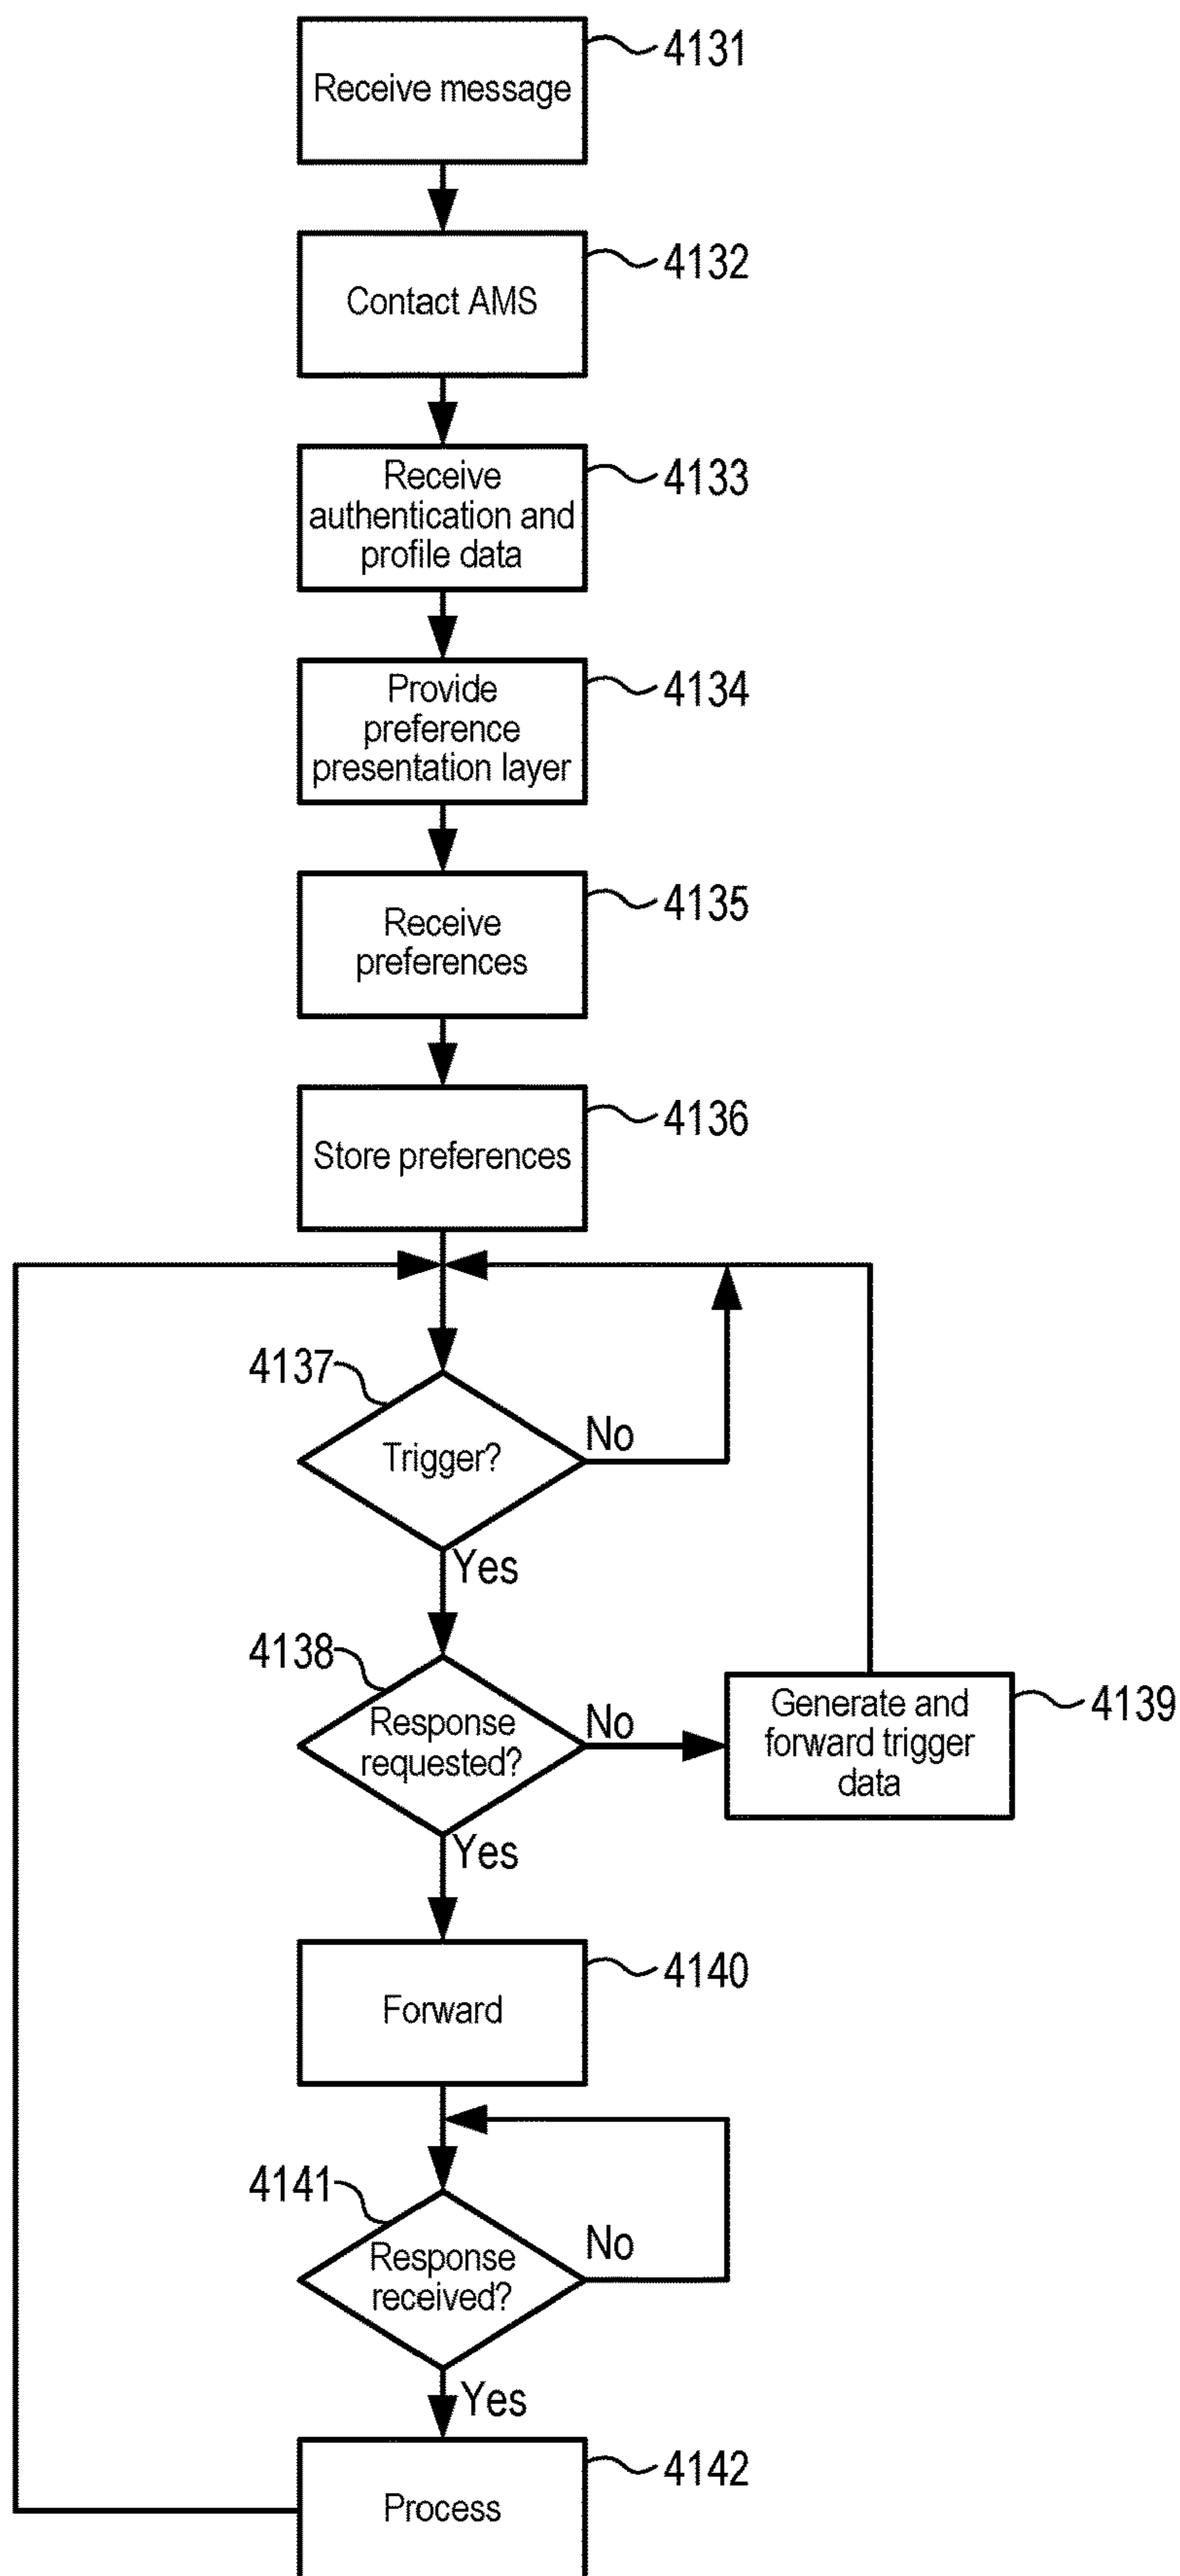 4131
Receive message
4132
Contact AMS
4133
Receive
authentication and
profile data
4134
Provide
preference
presentation layer
4135
Receive
preferences
4136
Store preferences
4137
Trigger?
No
Yes
4138
Response
requested?
No
Generate and
forward trigger
data
4139
Yes
4140
Forward
4141
Response
received?
No
Yes
4142
Process